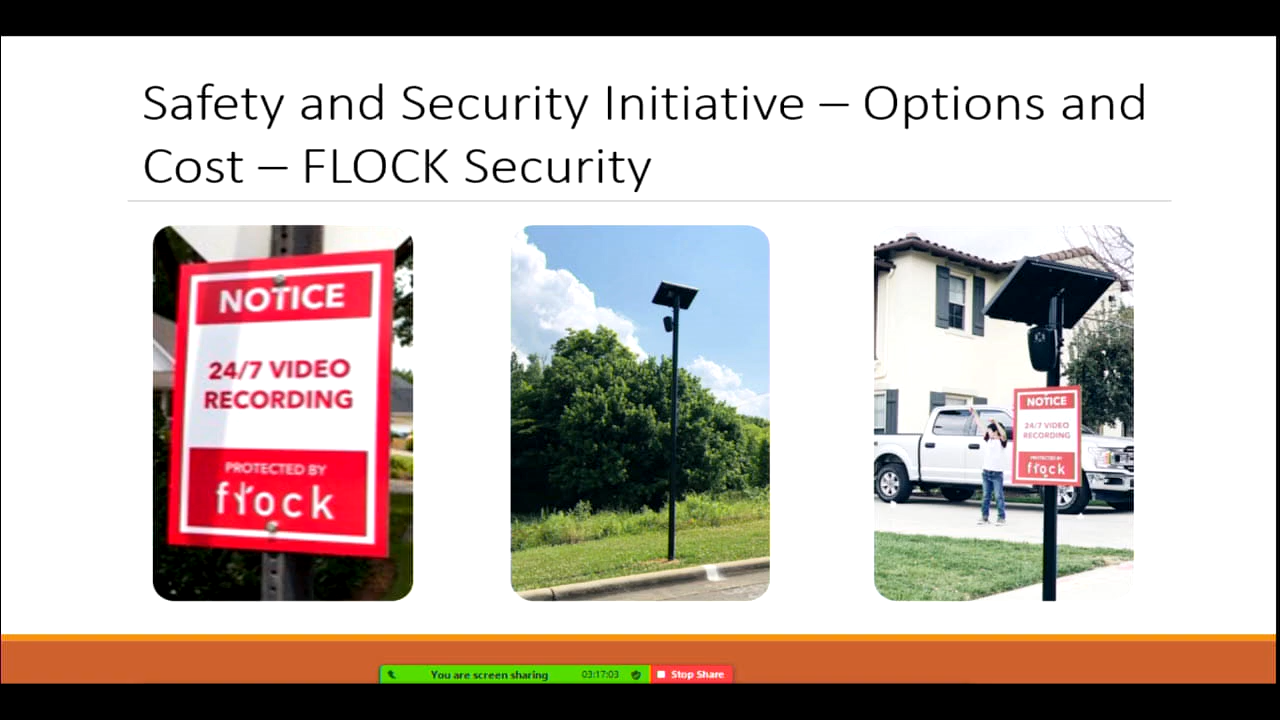 Safety and Security Initiative – Options and
Cost – FLOCK Security
NOTICE
24/7 VIDEO
RECORDING
PROTECTED BY
flock
NOTICE
24/7 VIDEO
RECORDING
PROTECTED BY
flock
You are screen sharing 03:17:03 Stop Share